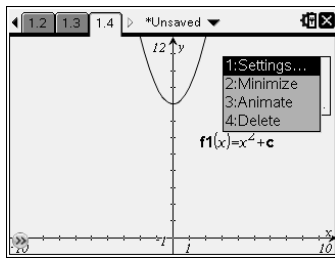 1.2 1.3 1.4 *Unsaved
12 y
1:Settings...
2:Minimize
3:Animate
4:Delete
f1(x)=x²+c
x
-10 -1 1 10